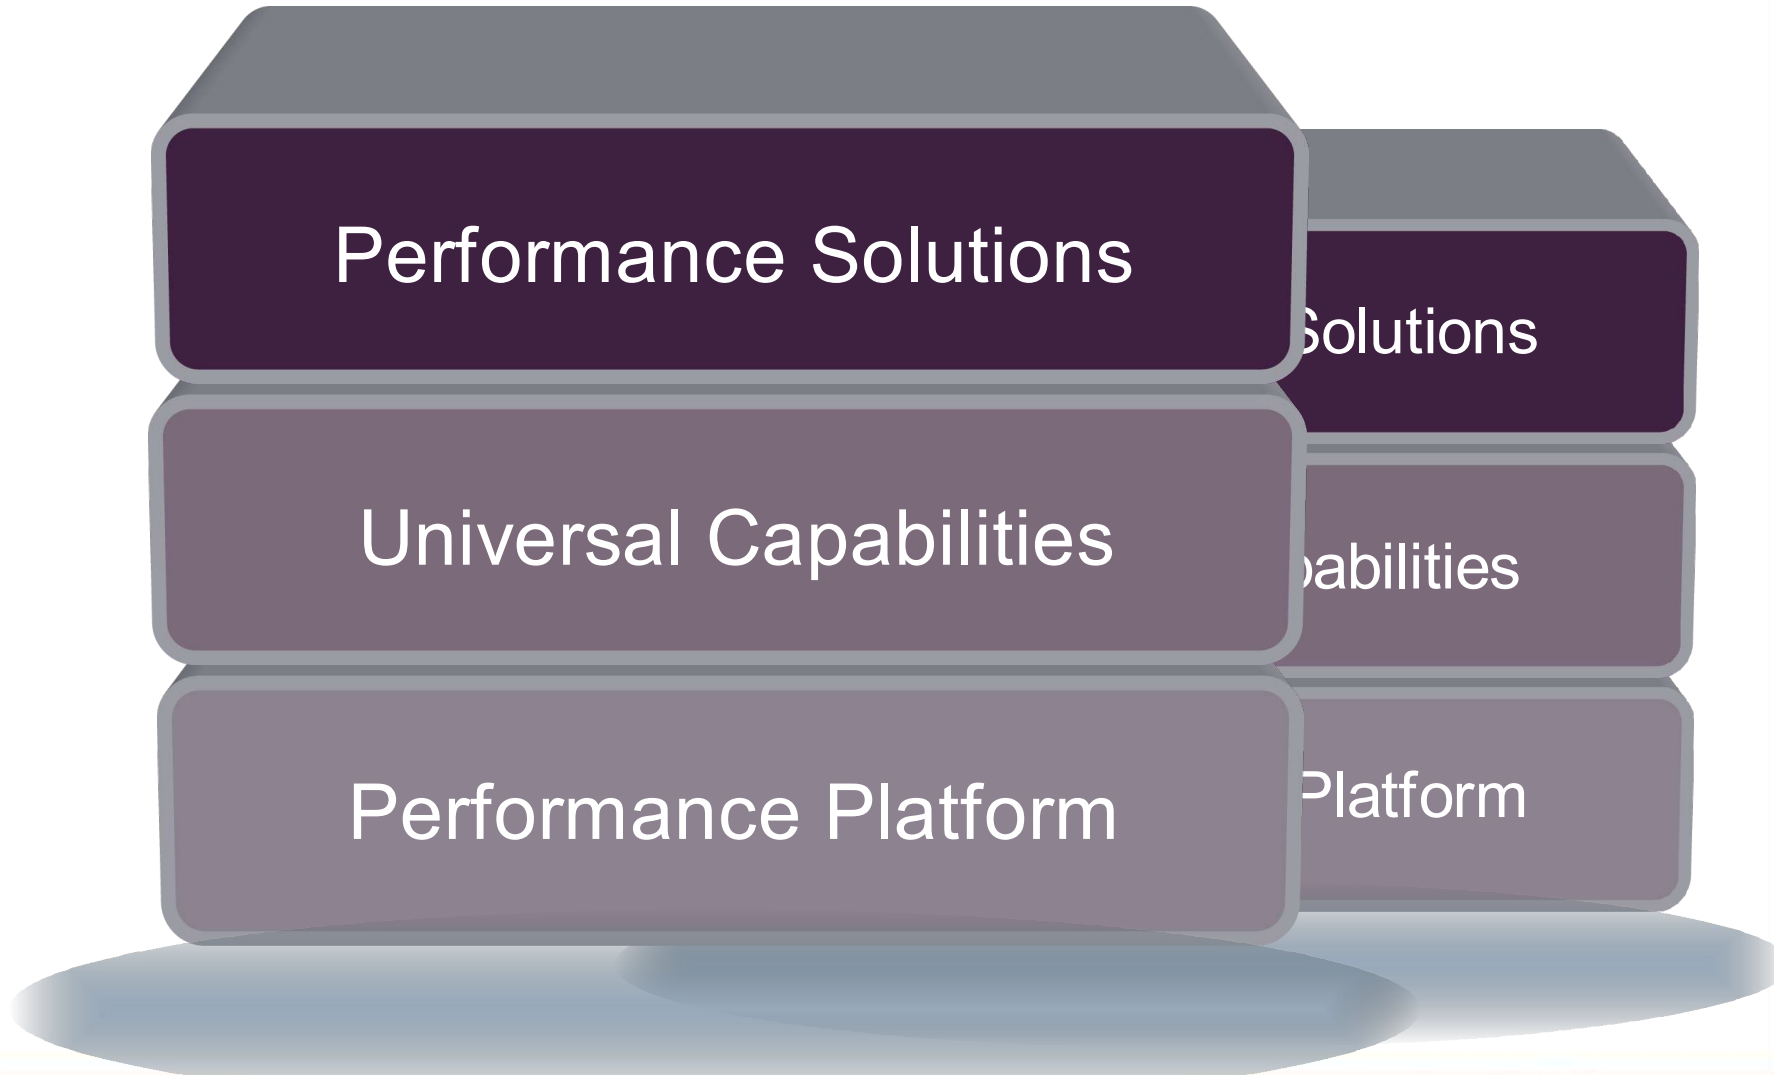 Performance Solutions
Solutions
Universal Capabilities
pabilities
Performance Platform
Platform